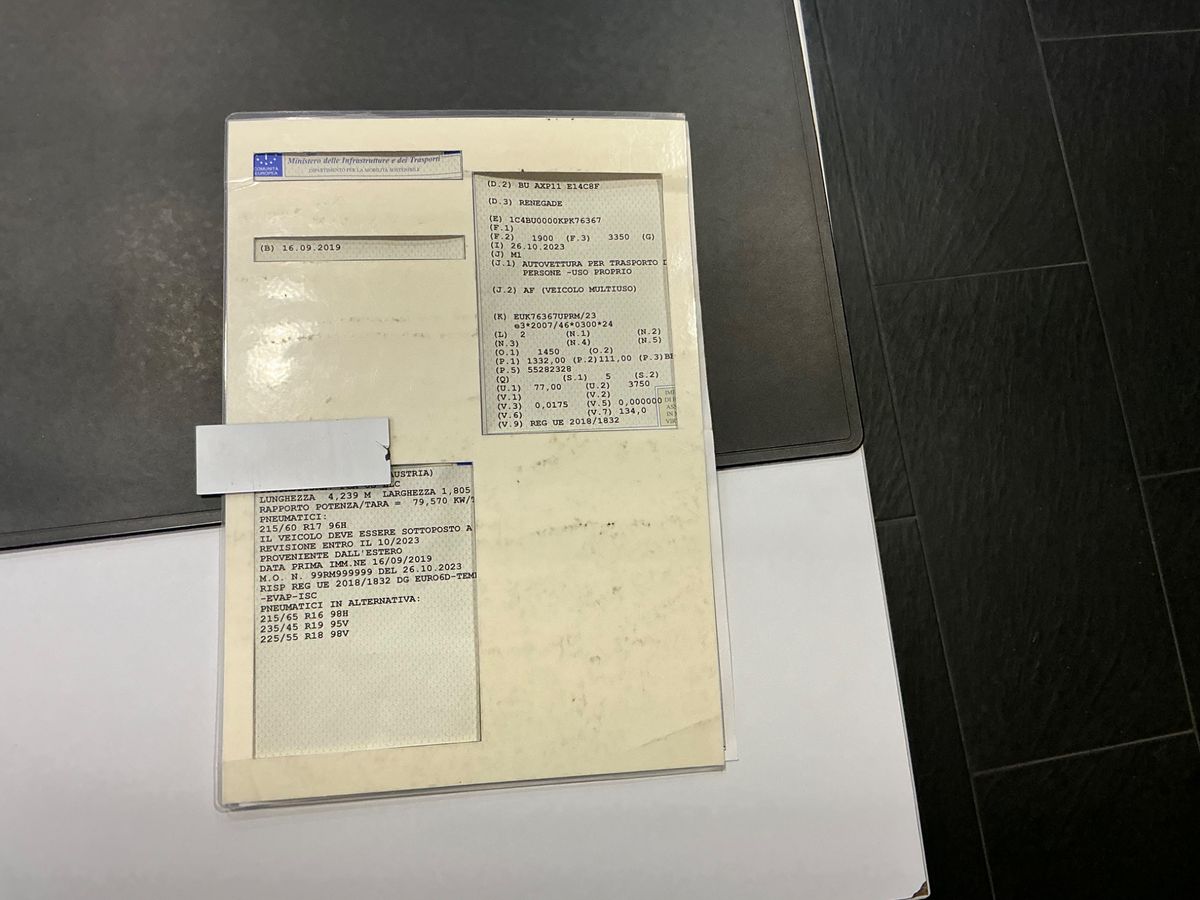 COMUNITÀ
EUROPEA
Ministero delle Infrastrutture e dei Trasporti
DIPARTIMENTO PER LA MOBILITÀ SOSTENIBILE
(B) 16.09.2019
(D.2) BU AXP11 E14C8F
(D.3) RENEGADE
(E) 1C4BU0000KPK76367
(F.1)
(F.2) 1900 (F.3) 3350 (G)
(I) 26.10.2023
(J) M1
(J.1) AUTOVETTURA PER TRASPORTO D
PERSONE -USO PROPRIO
(J.2) AF (VEICOLO MULTIUSO)
(K) EUK76367UPRM/23
e3*2007/46*0300*24
(L) 2 (N.1) (N.2)
(N.3) (N.4) (N.5)
(O.1) 1450 (O.2)
(P.1) 1332,00 (P.2)111,00 (P.3)
(P.5) 55282328
(Q) (S.1) 5 (S.2)
(U.1) 77,00 (U.2) 3750
(V.1) (V.2)
(V.3) 0,0175 (V.5) 0,000000
(V.6) (V.7) 134,0
(V.9) REG UE 2018/1832
AUSTRIA)
LUNGHEZZA 4,239 M LARGHEZZA 1,805
RAPPORTO POTENZA/TARA = 79,570 KW/T
PNEUMATICI:
215/60 R17 96H
IL VEICOLO DEVE ESSERE SOTTOPOSTO A
REVISIONE ENTRO IL 10/2023
PROVENIENTE DALL'ESTERO
DATA PRIMA IMM.NE 16/09/2019
M.O. N. 99RM999999 DEL 26.10.2023
RISP REG UE 2018/1832 DG EURO6D-TEM
-EVAP-ISC
PNEUMATICI IN ALTERNATIVA:
215/65 R16 98H
235/45 R19 95V
225/55 R18 98V